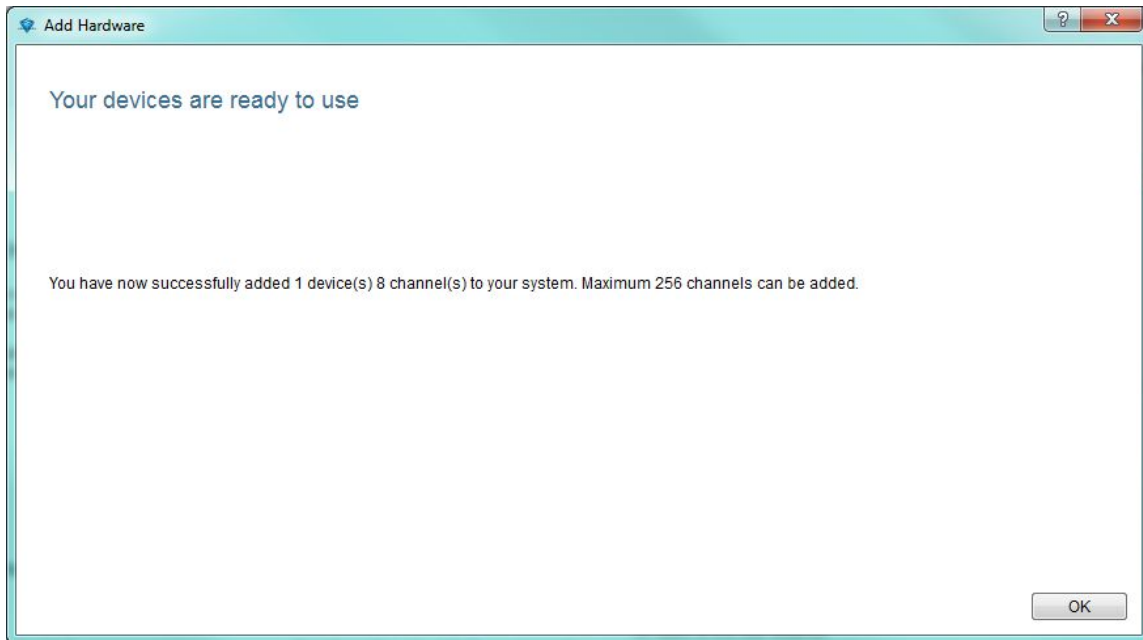 Add Hardware
?
X
Your devices are ready to use
You have now successfully added 1 device(s) 8 channel(s) to your system. Maximum 256 channels can be added.
OK